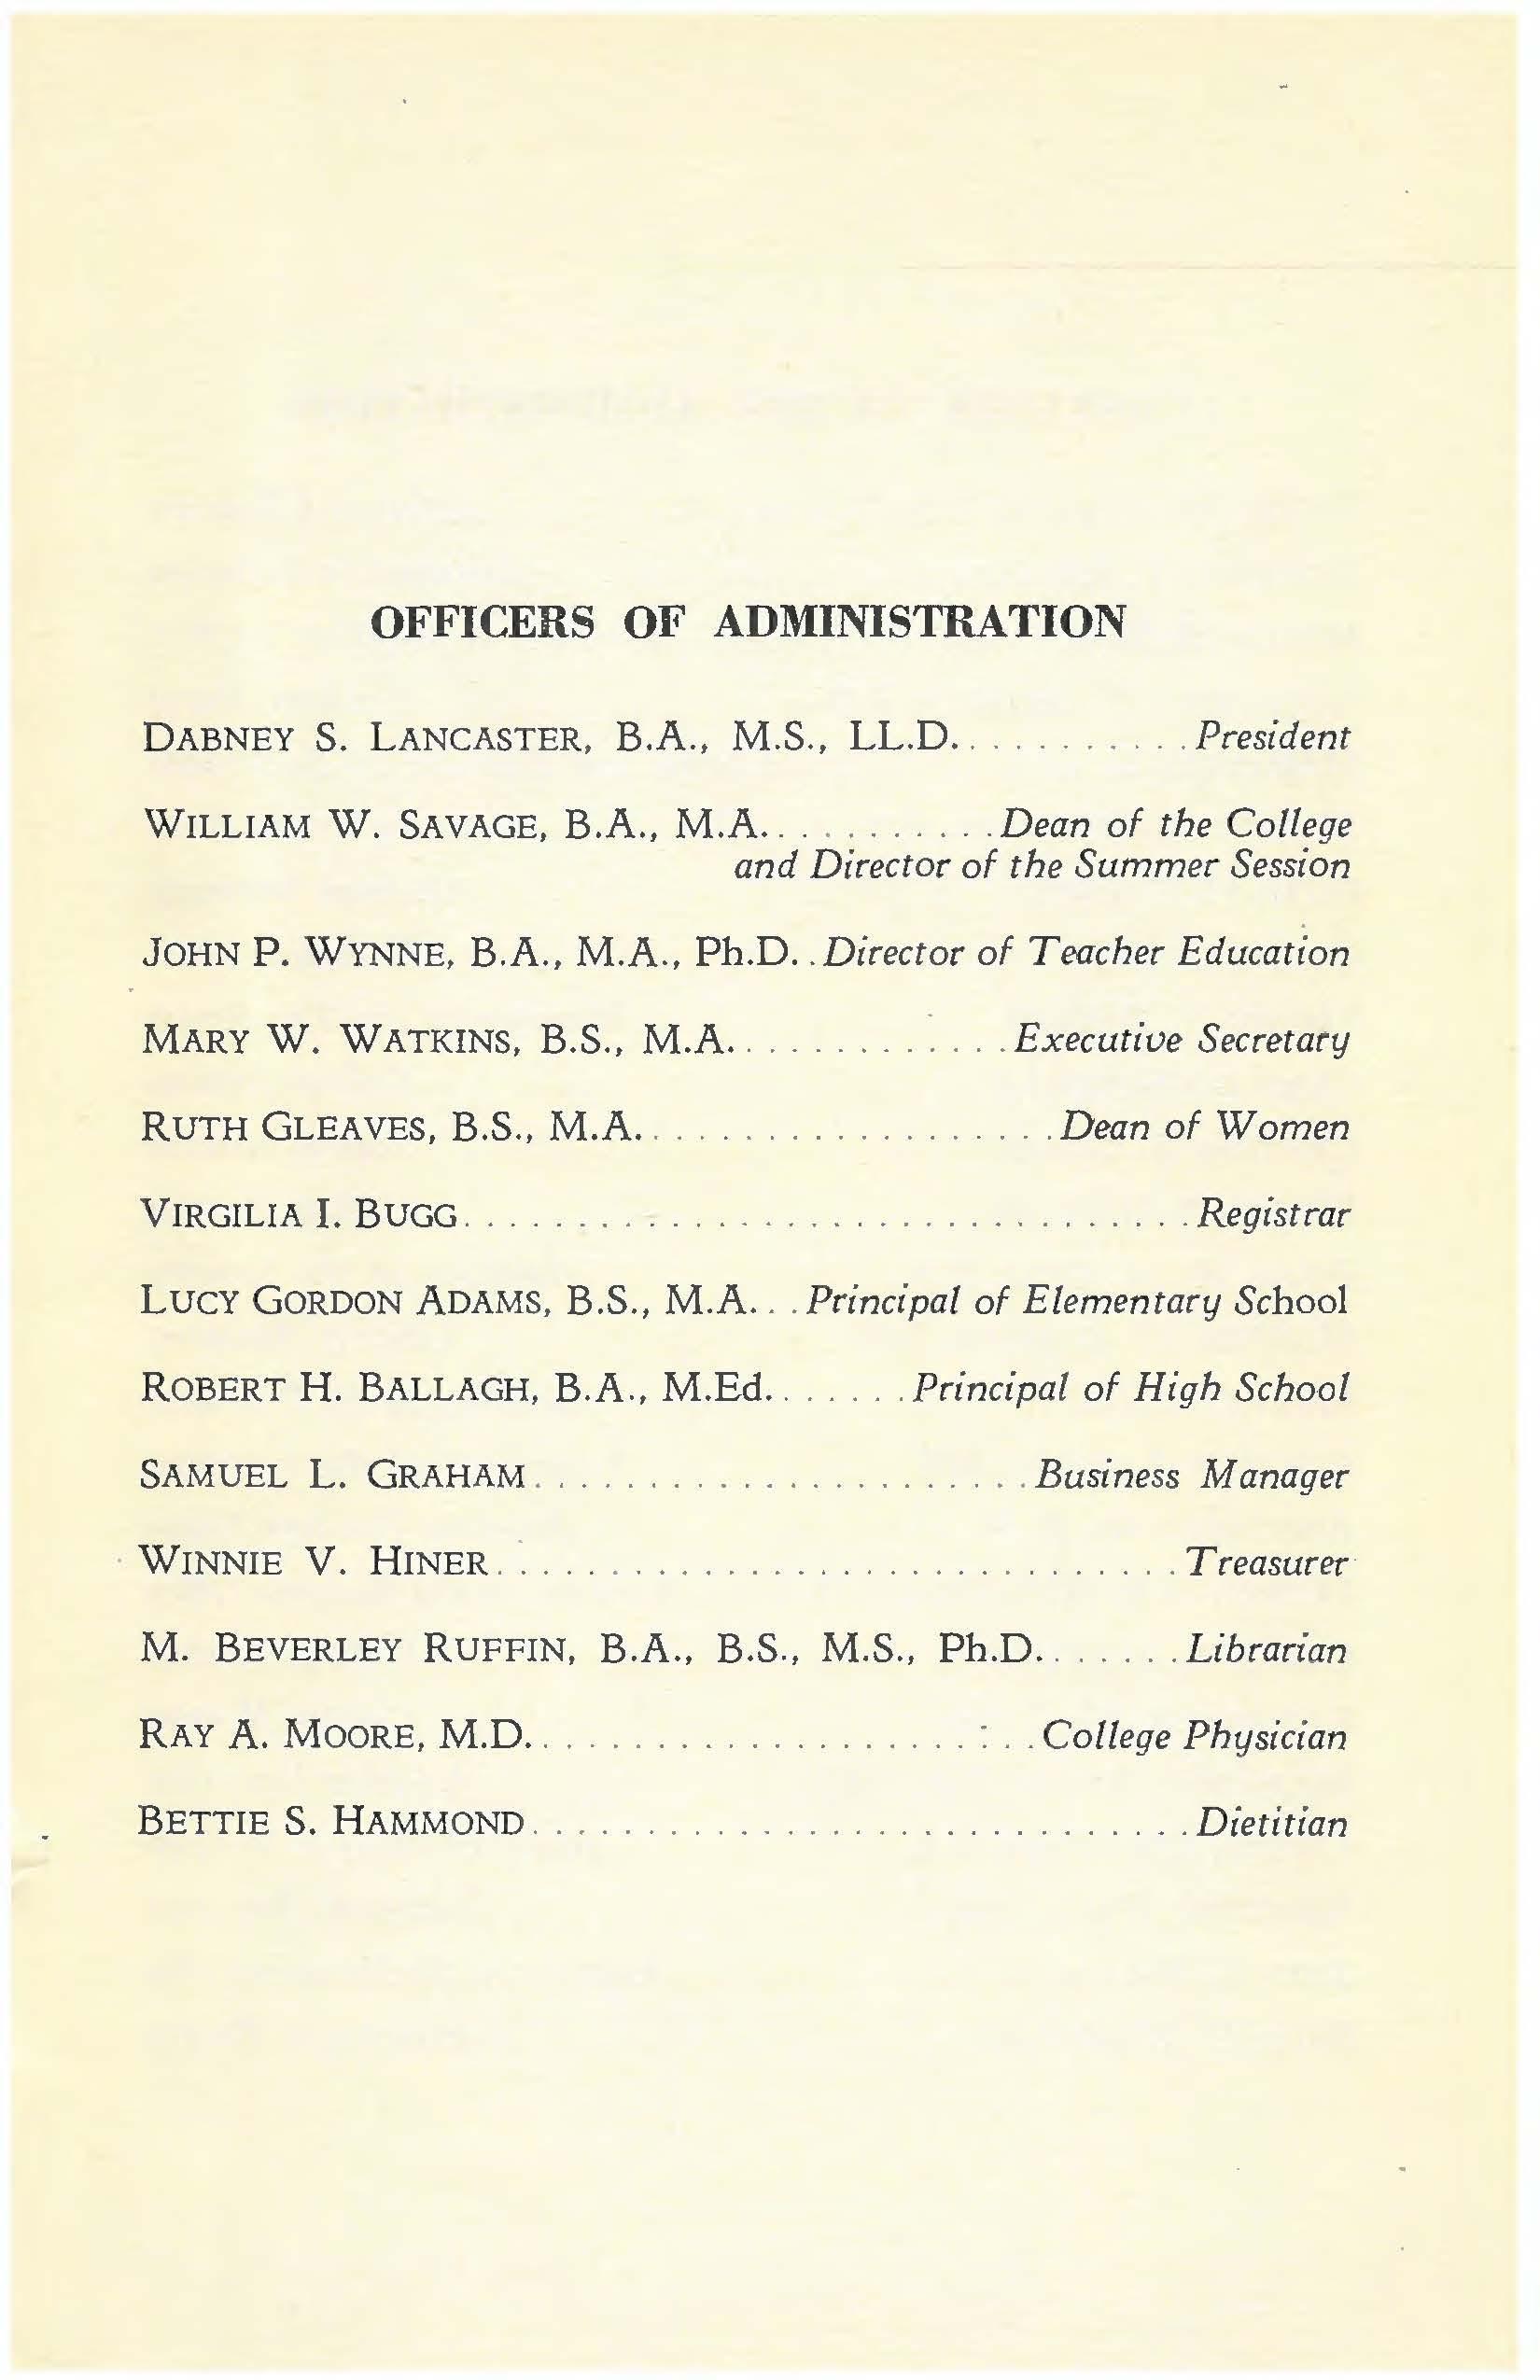 OFFICERS OF ADMINISTRATION
DABNEY S. LANCASTER, B.A., M.S., LL.D...........President
WILLIAM W. SAVAGE, B.A., M.A...........Dean of the College
and Director of the Summer Session
JOHN P. WYNNE, B.A., M.A., Ph.D..Director of Teacher Education
MARY W. WATKINS, B.S., M.A.............Executive Secretary
RUTH GLEAVES, B.S., M.A...................Dean of Women
VIRGILIA I. BUGG................................Registrar
LUCY GORDON ADAMS, B.S., M.A...Principal of Elementary School
ROBERT H. BALLAGH, B.A., M.Ed.......Principal of High School
SAMUEL L. GRAHAM......................Business Manager
WINNIE V. HINER..............................Treasurer
M. BEVERLEY RUFFIN, B.A., B.S., M.S., Ph.D.......Librarian
RAY A. MOORE, M.D.......................College Physician
BETTIE S. HAMMOND.............................Dietitian